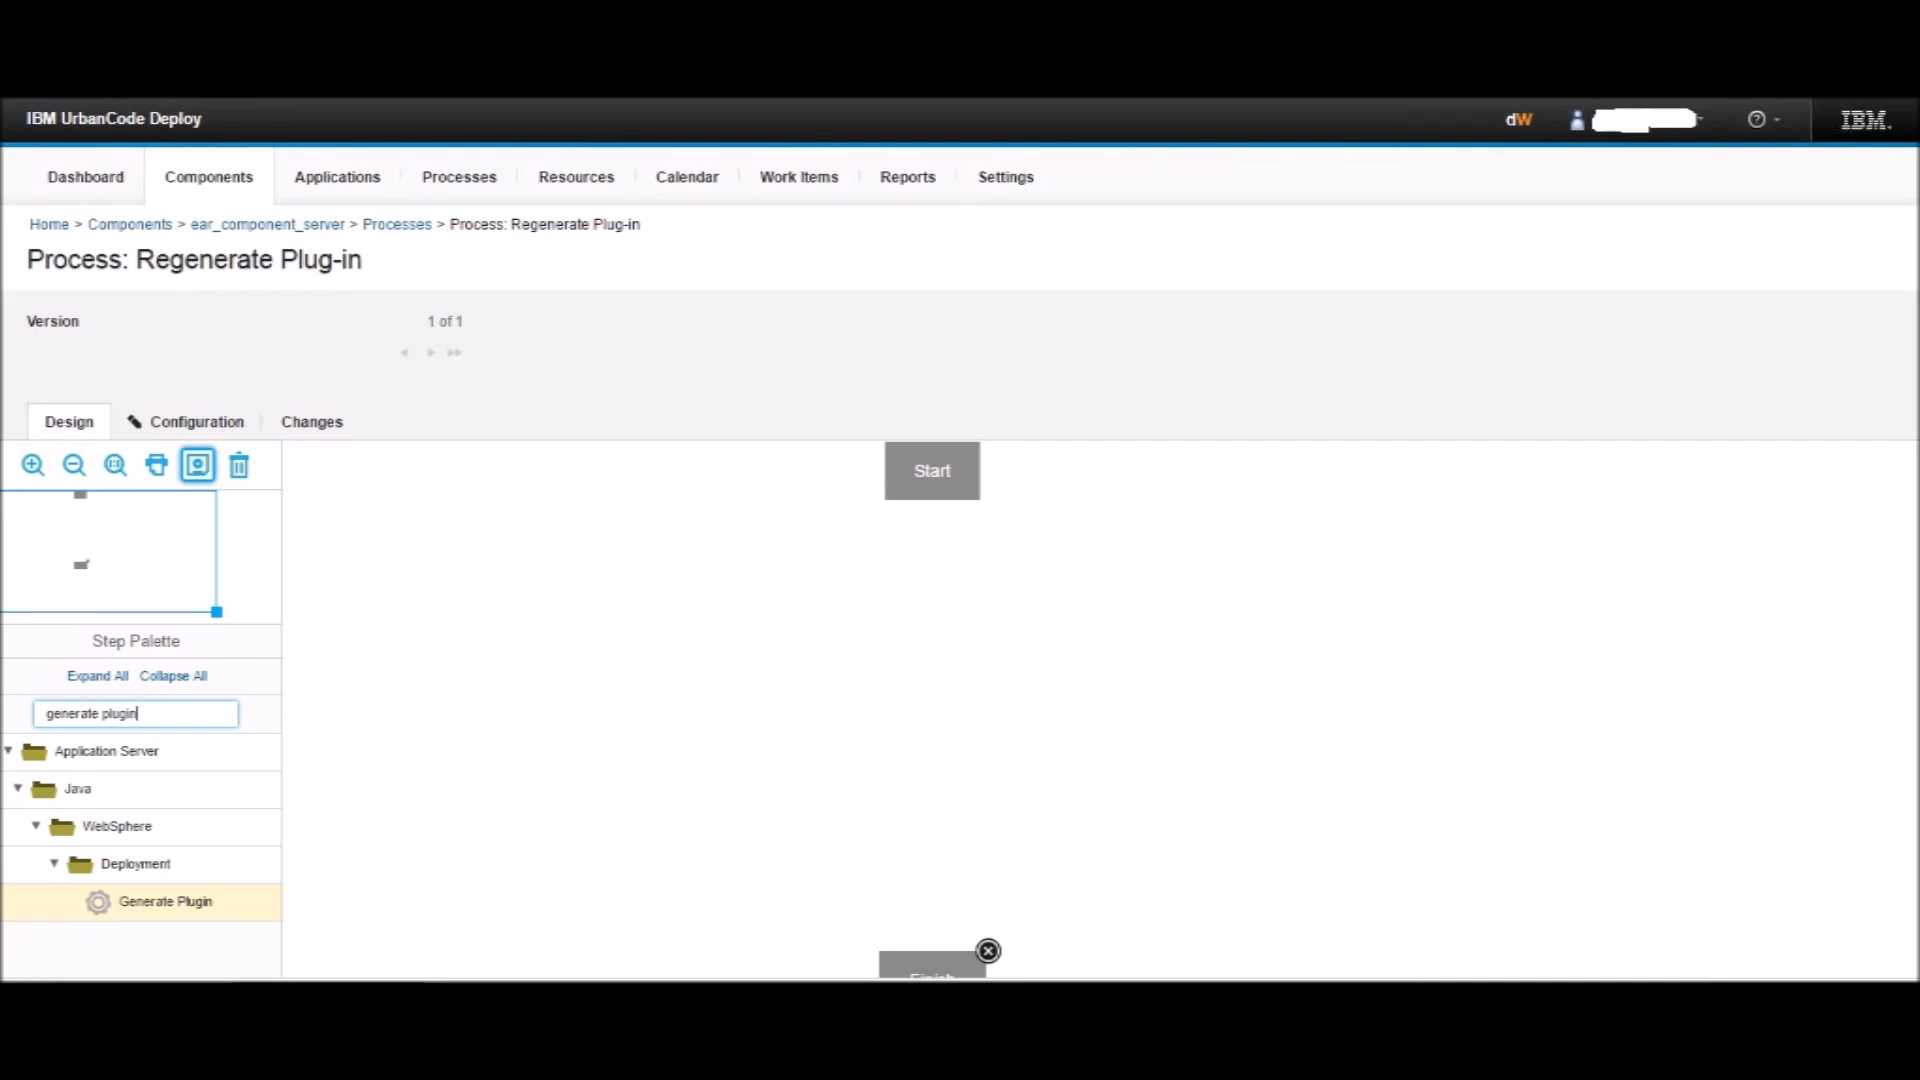 IBM UrbanCode Deploy
dW
IBM
Dashboard Components Applications Processes Resources Calendar Work Items Reports Settings
Home > Components > ear_component_server > Processes > Process: Regenerate Plug-in
Process: Regenerate Plug-in
Version 1 of 1
Design Configuration Changes
Start
Step Palette
Expand All Collapse All
generate plugin
Application Server
Java
WebSphere
Deployment
Generate Plugin
Finish